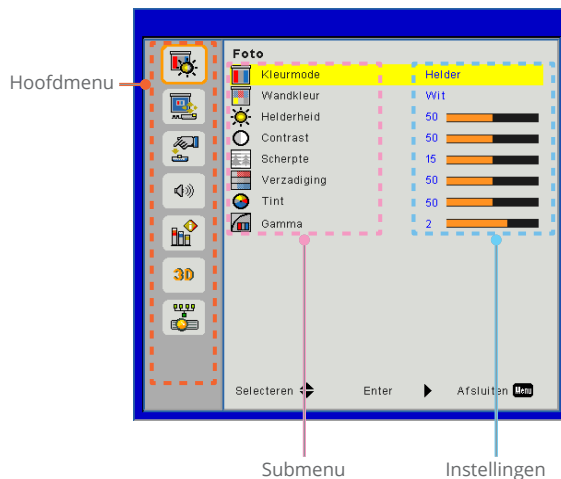 Foto
Kleurmode Helder
Hoofdmenu
Wandkleur Wit
Helderheid 50
Contrast 50
Scherpte 15
Verzadiging 50
Tint 50
Gamma 2
3D
Selecteren Enter Afsluiten Menu
Submenu Instellingen